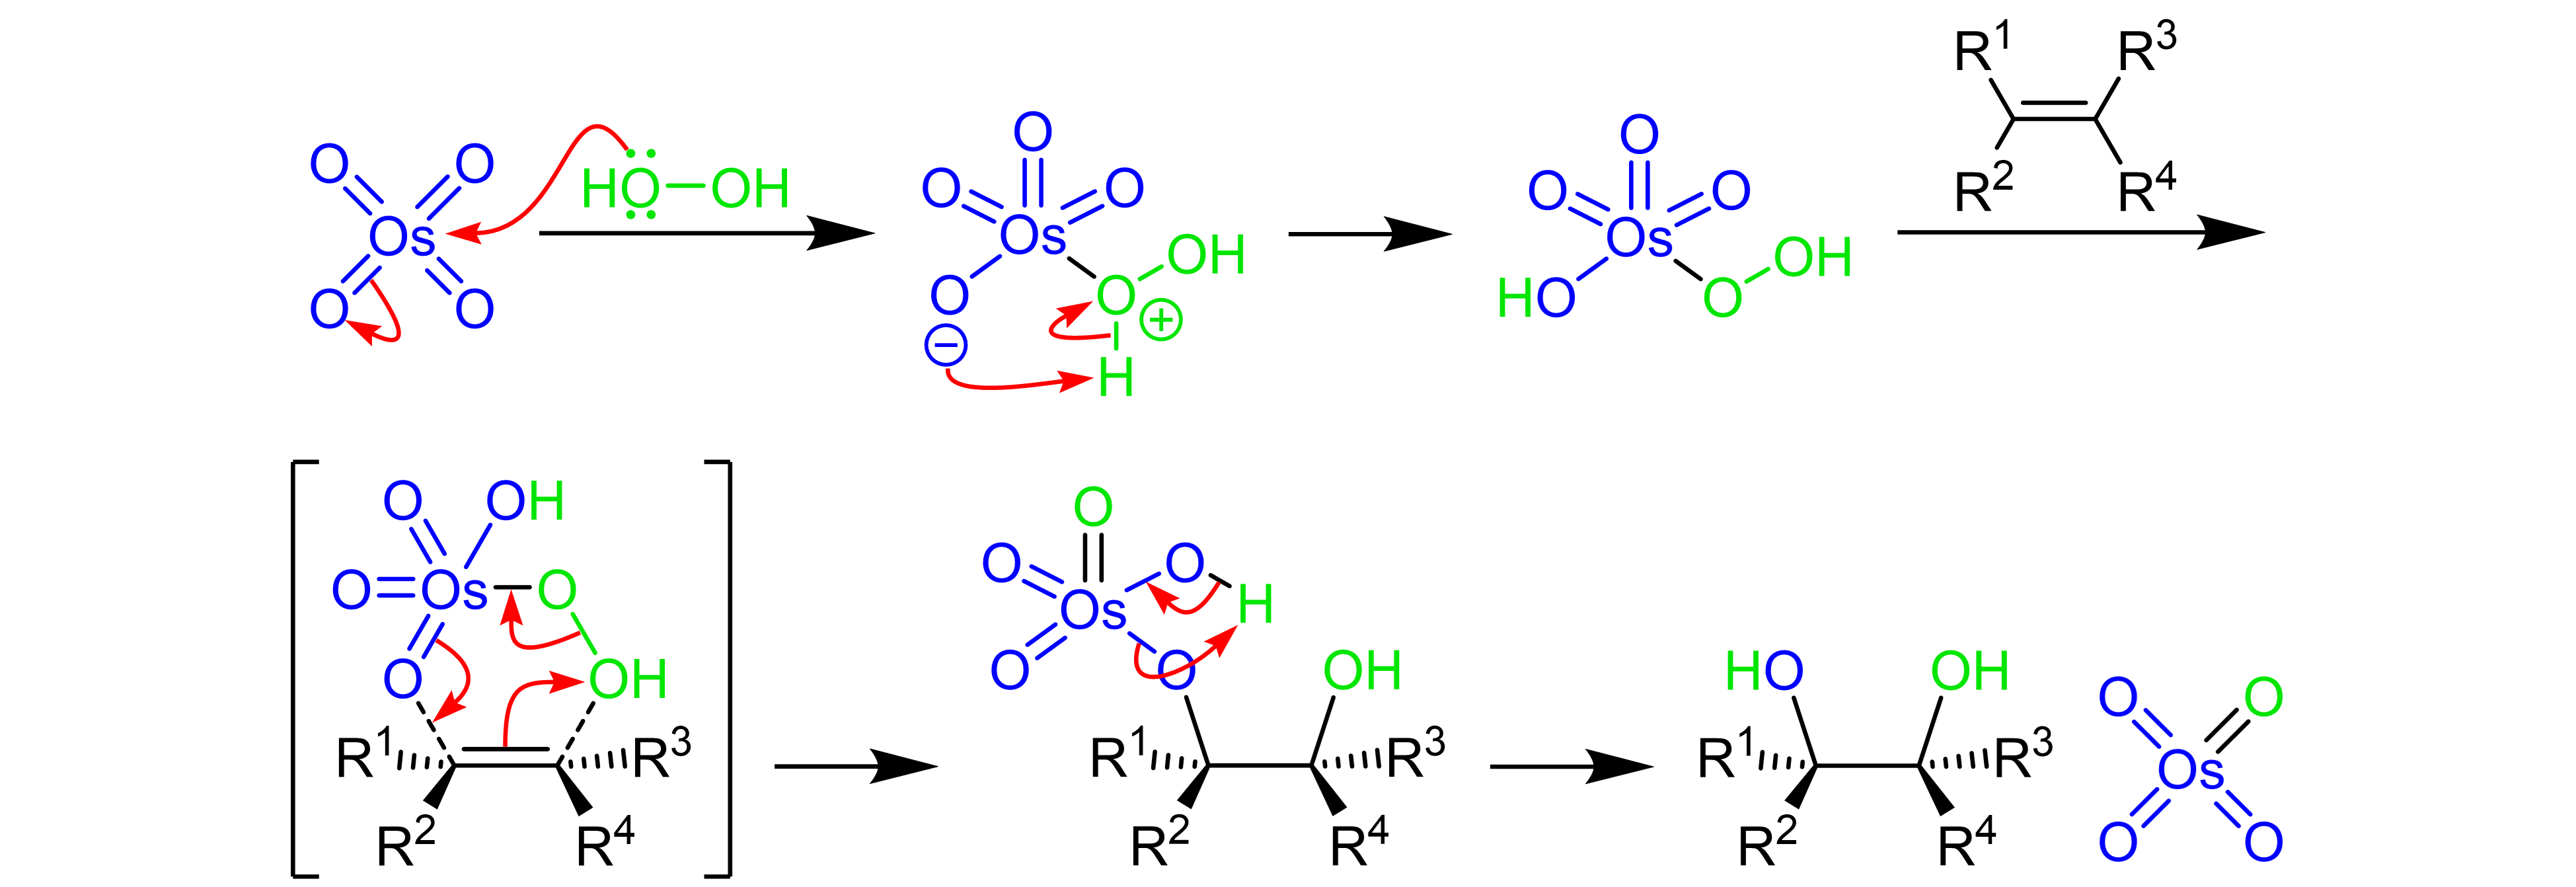 R¹ R³
O O HO—OH O O O O O O
Os Os OH Os OH
O O O O ⊕ HO O R² R⁴
⊖ H
O OH O
O Os O O Os O H
O OH O O OH HO OH O O
R¹ R³ R¹ R³ R¹ R³ Os
R² R⁴ R² R⁴ R² R⁴ O O